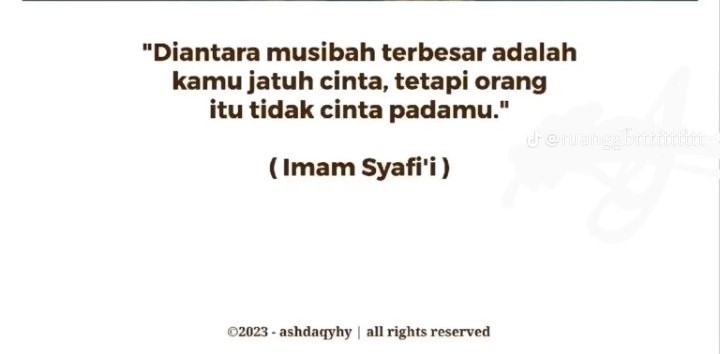 "Diantara musibah terbesar adalah
kamu jatuh cinta, tetapi orang
itu tidak cinta padamu."
( Imam Syafi'i )
©2023 - ashdaqyhy | all rights reserved